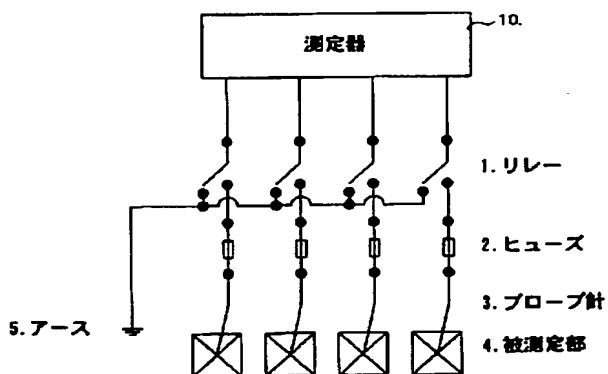 10.
測定器
1.リレー
2.ヒューズ
3.プローブ針
5.アース
4.被測定部